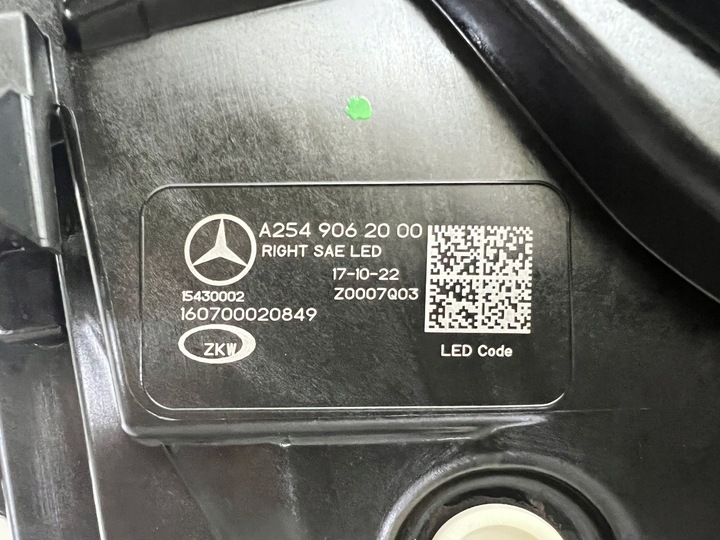 A254 906 20 00
RIGHT SAE LED
17-10-22
15430002
Z0007Q03
160700020849
ZKW
LED Code